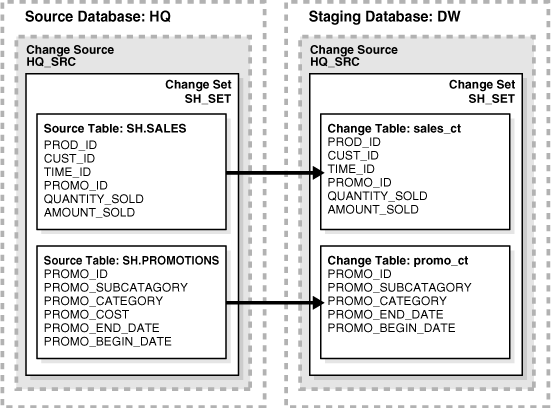 Source Database: HQ
Change Source
HQ_SRC
Change Set
SH_SET
Source Table: SH.SALES
PROD_ID
CUST_ID
TIME_ID
PROMO_ID
QUANTITY_SOLD
AMOUNT_SOLD
Source Table: SH.PROMOTIONS
PROMO_ID
PROMO_SUBCATAGORY
PROMO_CATEGORY
PROMO_COST
PROMO_END_DATE
PROMO_BEGIN_DATE
Staging Database: DW
Change Source
HQ_SRC
Change Set
SH_SET
Change Table: sales_ct
PROD_ID
CUST_ID
TIME_ID
PROMO_ID
QUANTITY_SOLD
AMOUNT_SOLD
Change Table: promo_ct
PROMO_ID
PROMO_SUBCATAGORY
PROMO_CATEGORY
PROMO_END_DATE
PROMO_BEGIN_DATE